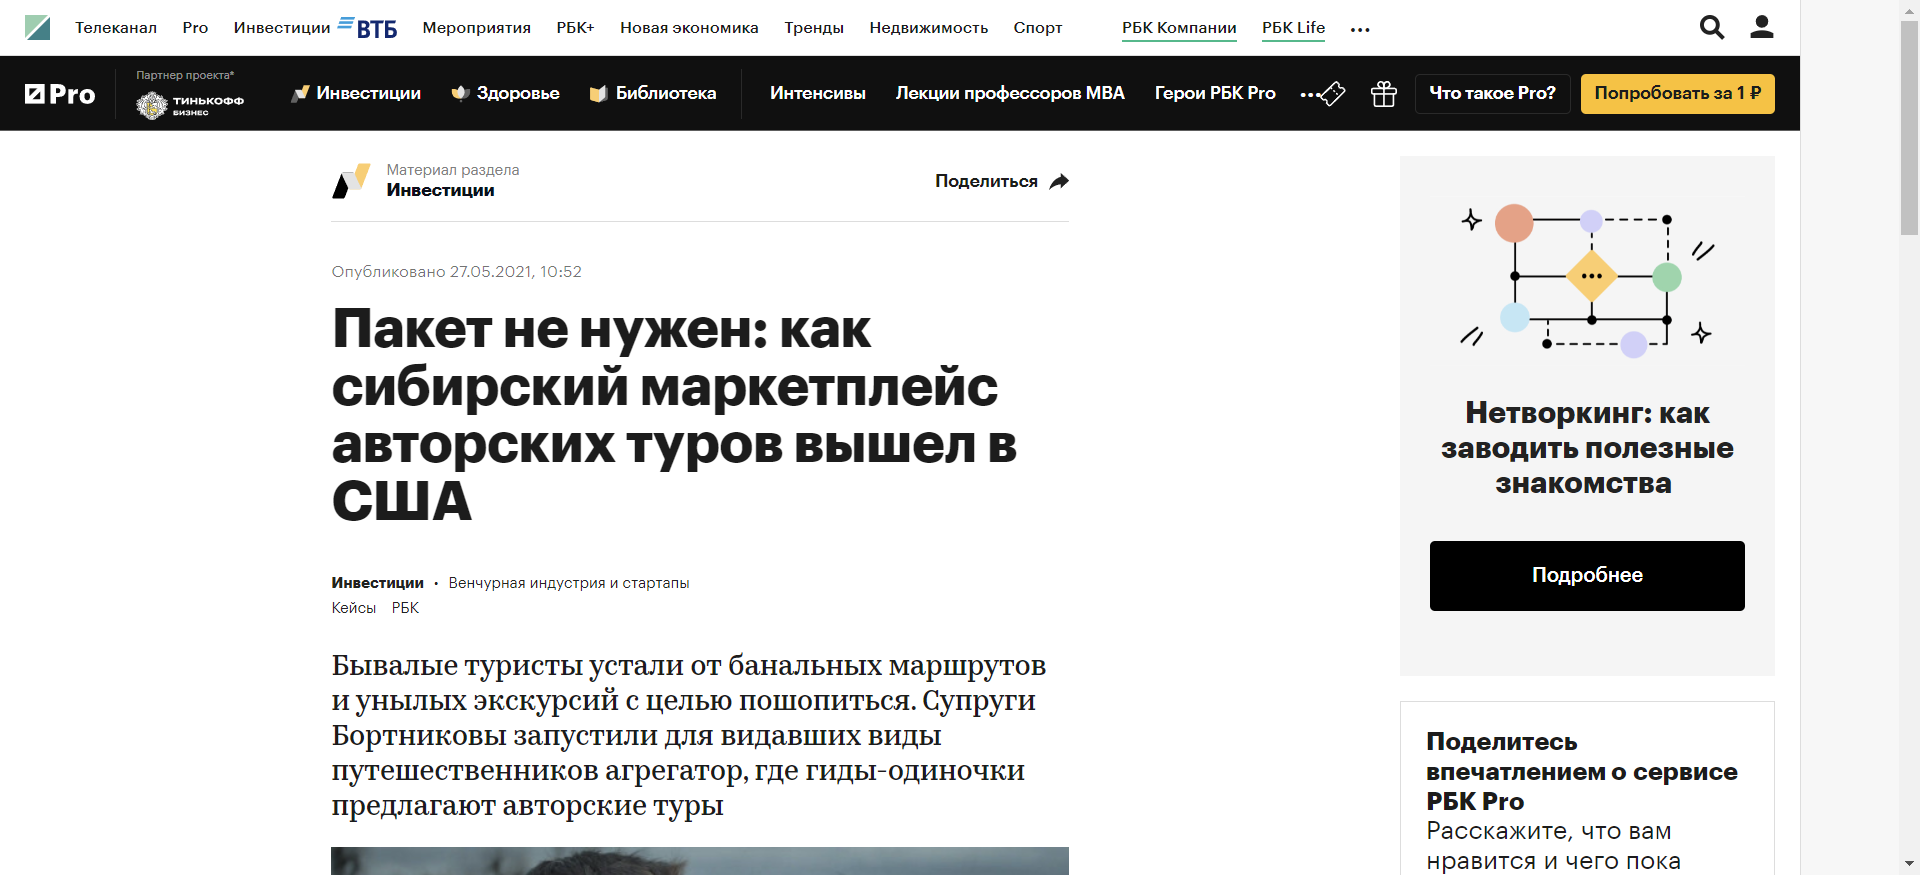 Телеканал Pro Инвестиции ВТБ Мероприятия РБК+ Новая экономика Тренды Недвижимость Спорт РБК Компании РБК Life
Pro
Партнер проекта*
ТИНЬКОФФ
БИЗНЕС
Инвестиции Здоровье Библиотека Интенсивы Лекции профессоров MBA Герои РБК Pro Что такое Pro? Попробовать за 1 ₽
Материал раздела
Инвестиции
Поделиться
Опубликовано 27.05.2021, 10:52
Пакет не нужен: как
сибирский маркетплейс
авторских туров вышел в
США
Инвестиции • Венчурная индустрия и стартапы
Кейсы РБК
Бывалые туристы устали от банальных маршрутов
и унылых экскурсий с целью пошопиться. Супруги
Бортниковы запустили для видавших виды
путешественников агрегатор, где гиды-одиночки
предлагают авторские туры
Нетворкинг: как
заводить полезные
знакомства
Подробнее
Поделитесь
впечатлением о сервисе
РБК Pro
Расскажите, что вам
нравится и чего пока